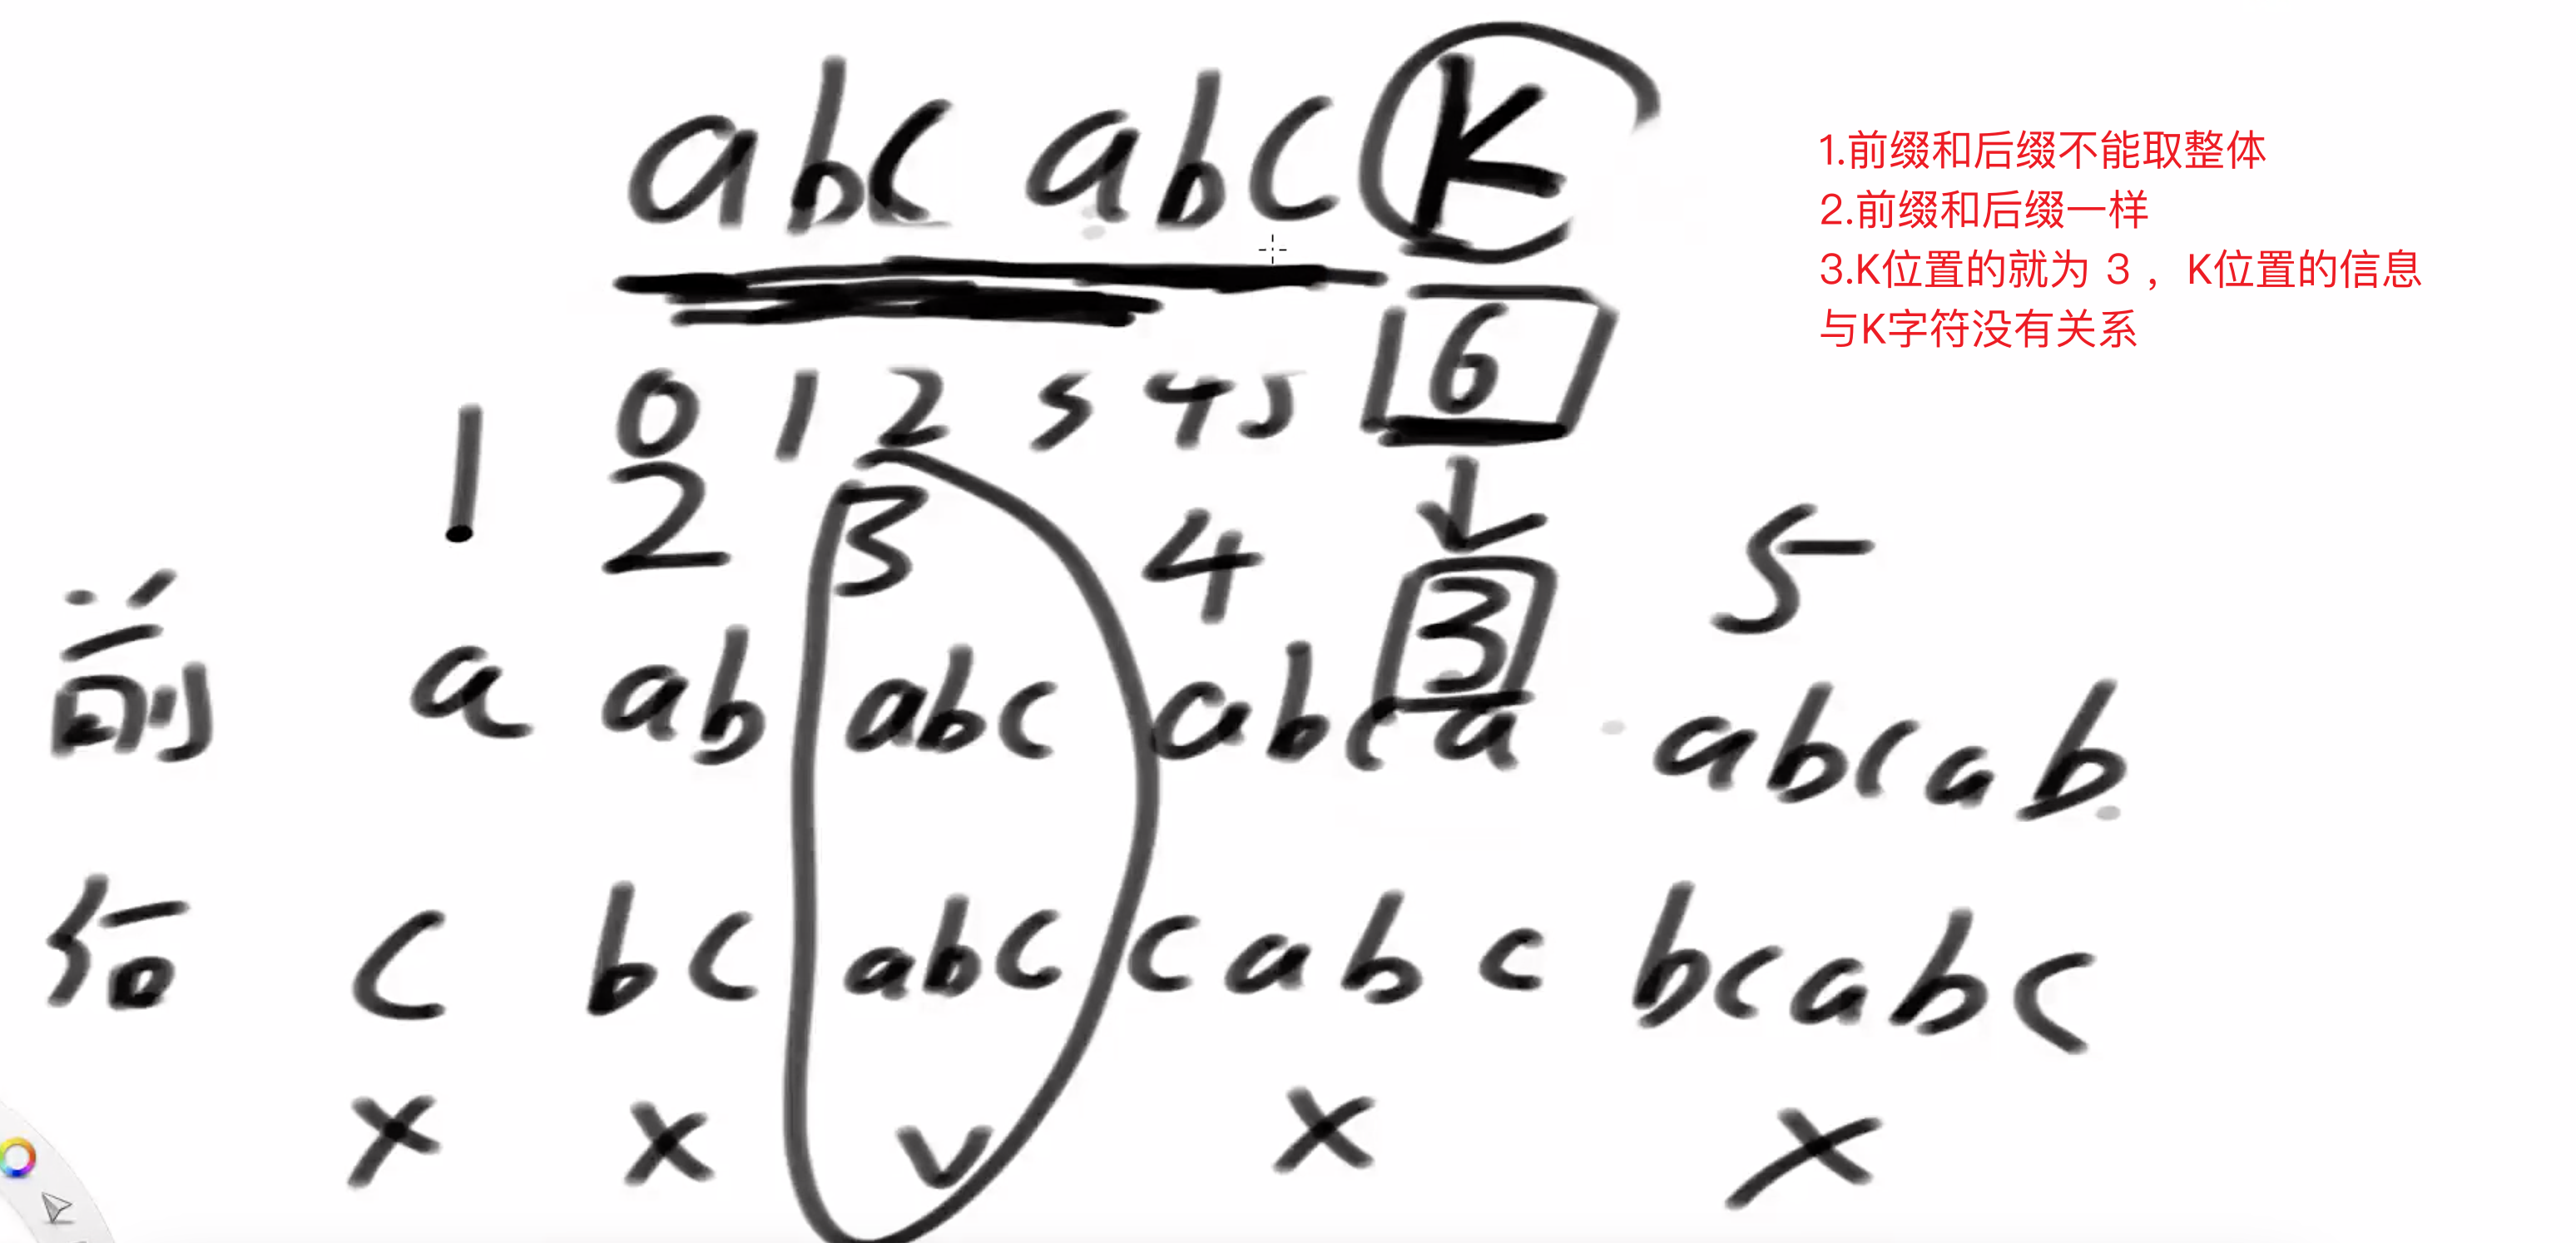 abc abc K
0 1 2 3 4 5 6
1 2 3 4 3 5
前 a ab abc abca abcab
后 c bc abc cabc bcabc
x x v x x
1.前缀和后缀不能取整体
2.前缀和后缀一样
3.K位置的就为 3 ，K位置的信息
与K字符没有关系